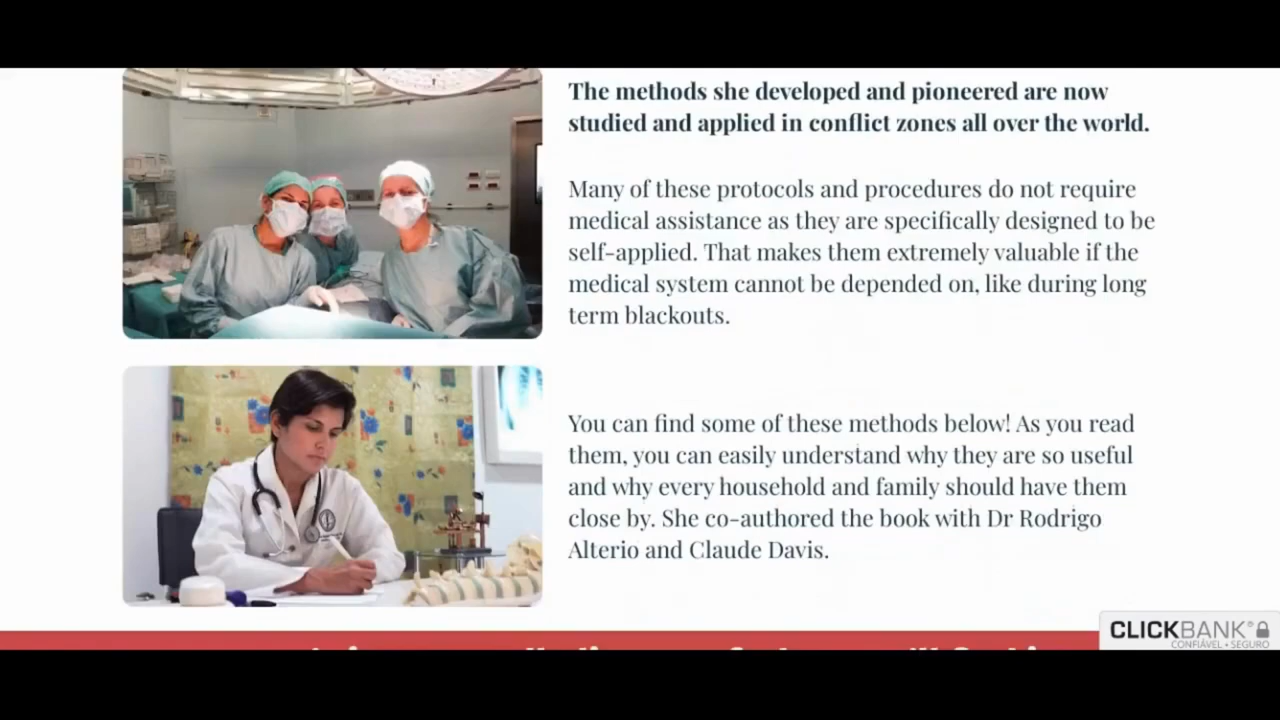 The methods she developed and pioneered are now
studied and applied in conflict zones all over the world.
Many of these protocols and procedures do not require
medical assistance as they are specifically designed to be
self-applied. That makes them extremely valuable if the
medical system cannot be depended on, like during long
term blackouts.
You can find some of these methods below! As you read
them, you can easily understand why they are so useful
and why every household and family should have them
close by. She co-authored the book with Dr Rodrigo
Alterio and Claude Davis.
CLICKBANK®
CONFIÁVEL • SEGURO